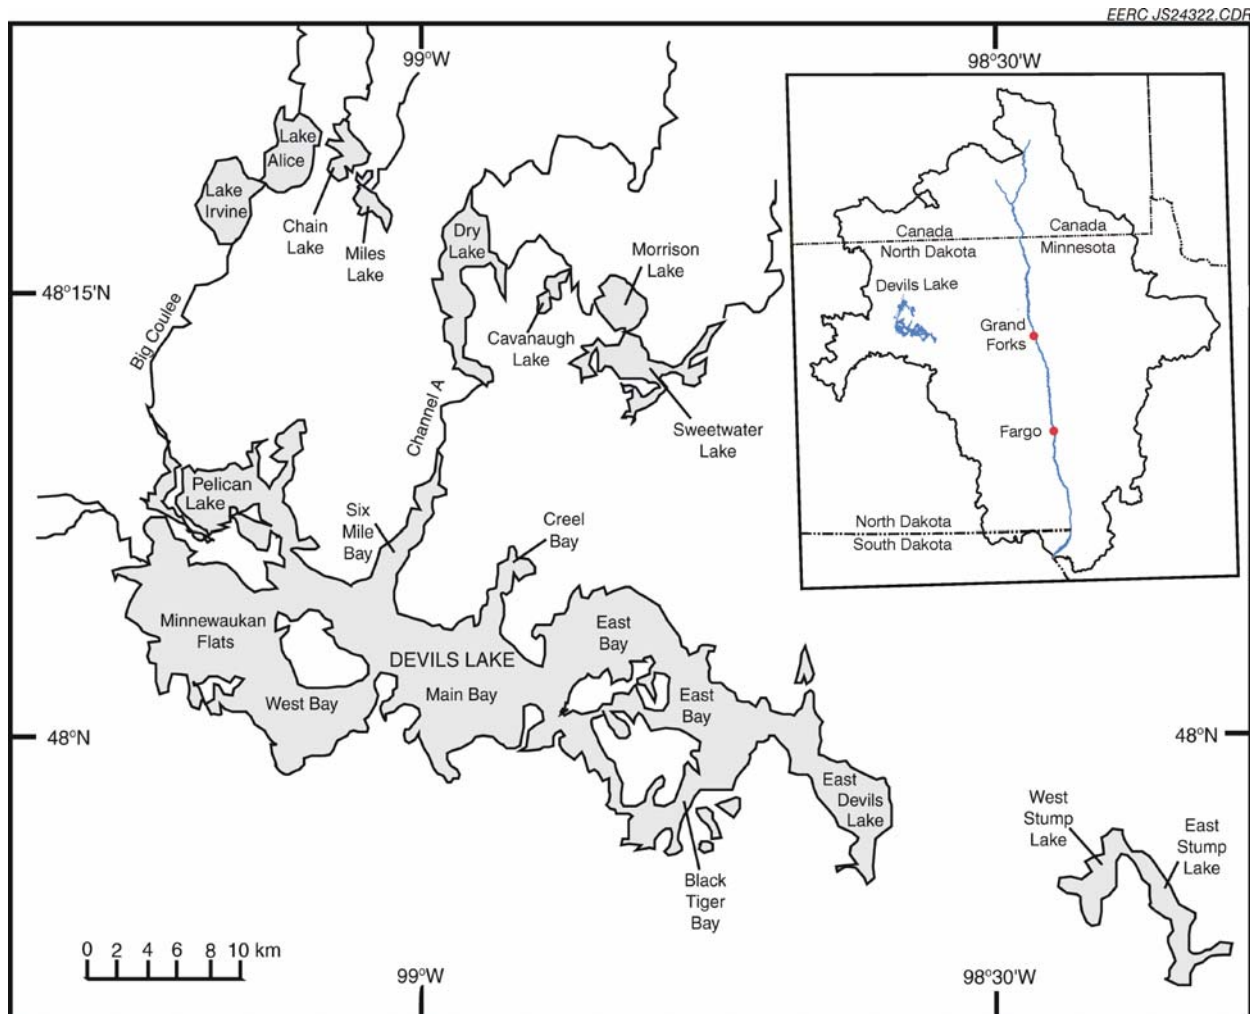 EERC JS24322.CDR
99°W
98°30'W
Lake
Alice
Lake
Irvine
Chain
Lake
Miles
Lake
Dry
Lake
Morrison
Lake
Cavanaugh
Lake
Sweetwater
Lake
48°15'N
Big Coulee
Channel A
Canada
North Dakota
Canada
Minnesota
Devils Lake
Grand
Forks
Fargo
North Dakota
South Dakota
Pelican
Lake
Six
Mile
Bay
Creel
Bay
Minnewaukan
Flats
East
Bay
DEVILS LAKE
West Bay
Main Bay
East
Bay
48°N
48°N
East
Devils
Lake
West
Stump
Lake
East
Stump
Lake
Black
Tiger
Bay
0 2 4 6 8 10 km
99°W
98°30'W